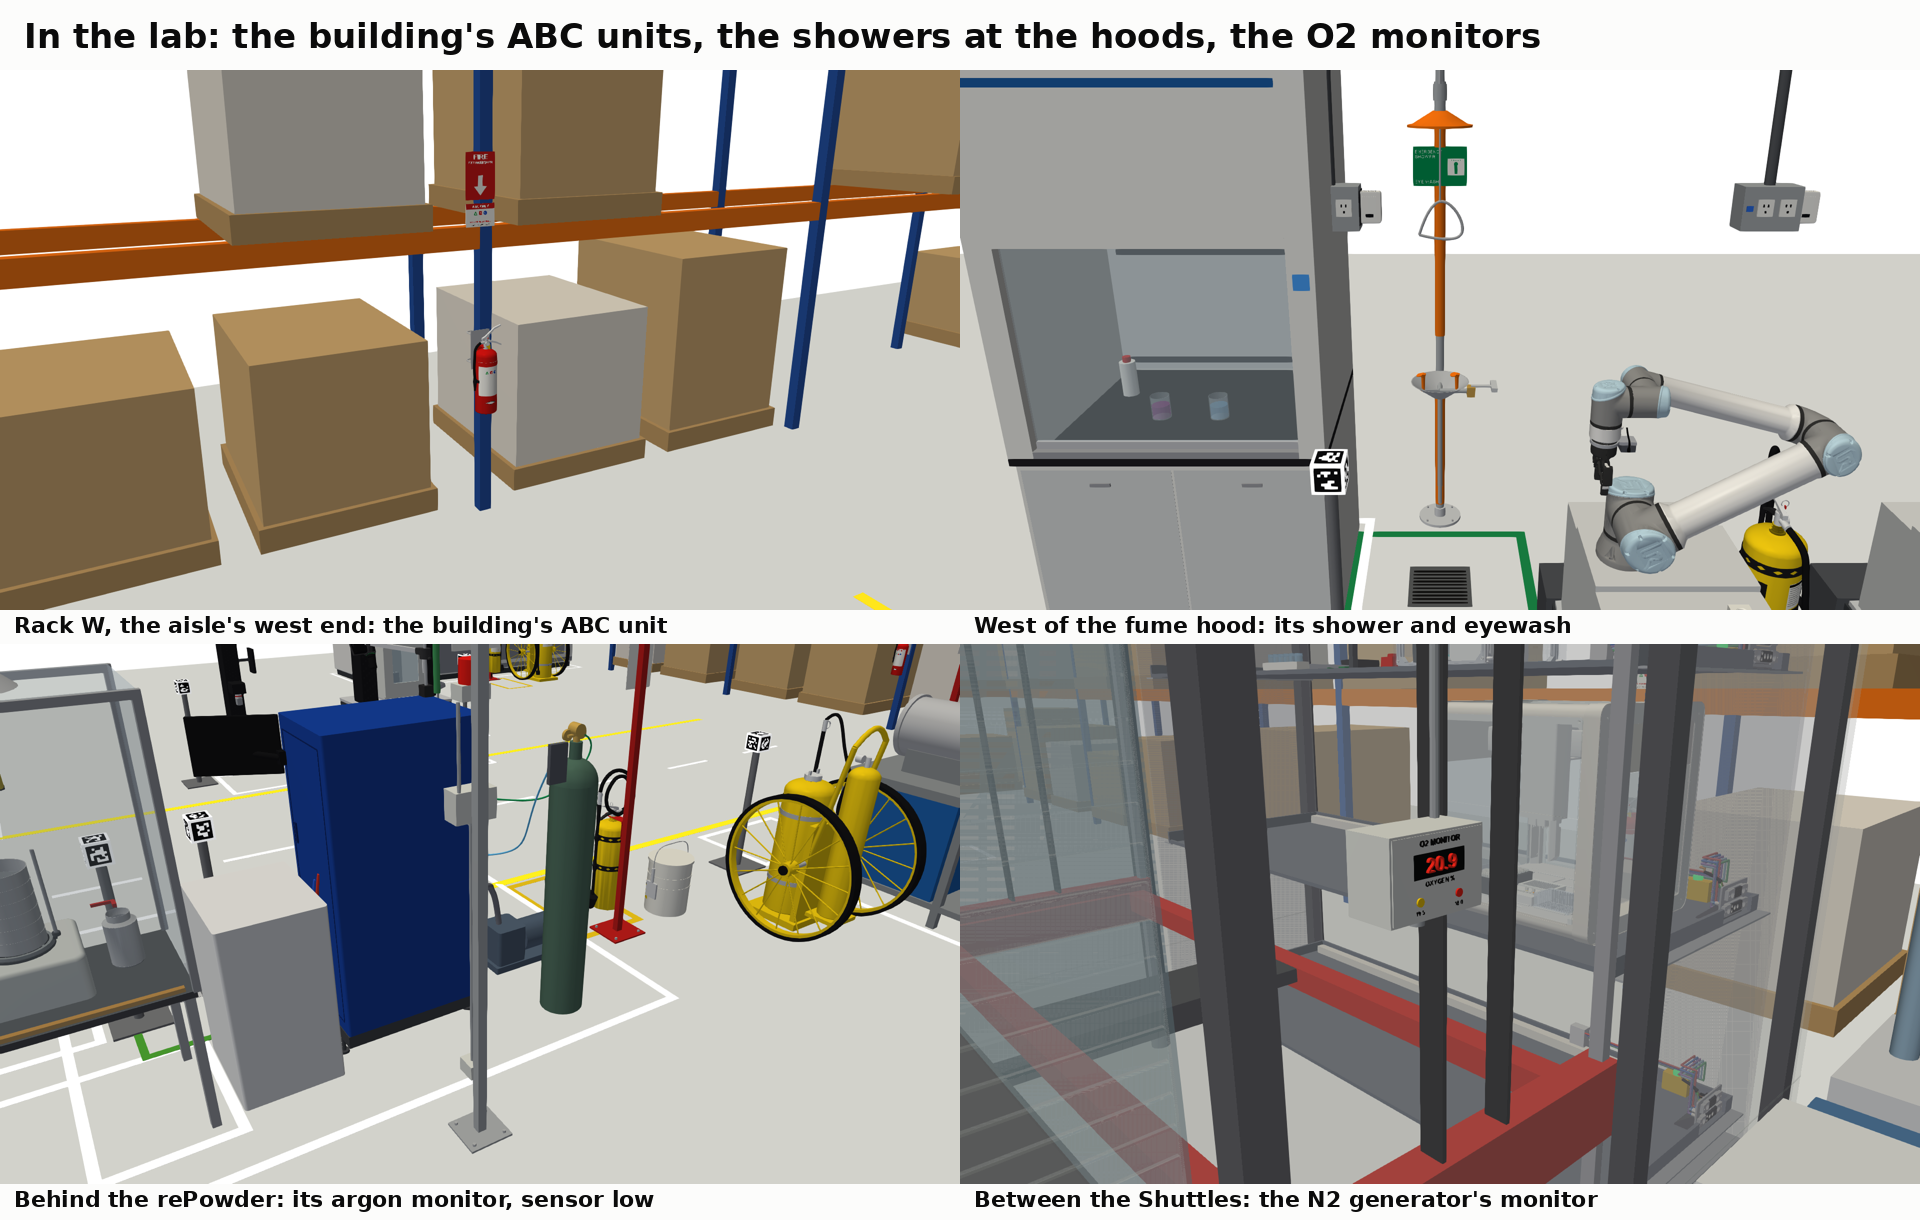 In the lab: the building's ABC units, the showers at the hoods, the O2 monitors
FIRE
Rack W, the aisle's west end: the building's ABC unit
West of the fume hood: its shower and eyewash
O2 MONITOR
20.9
OXYGEN %
Behind the rePowder: its argon monitor, sensor low
Between the Shuttles: the N2 generator's monitor